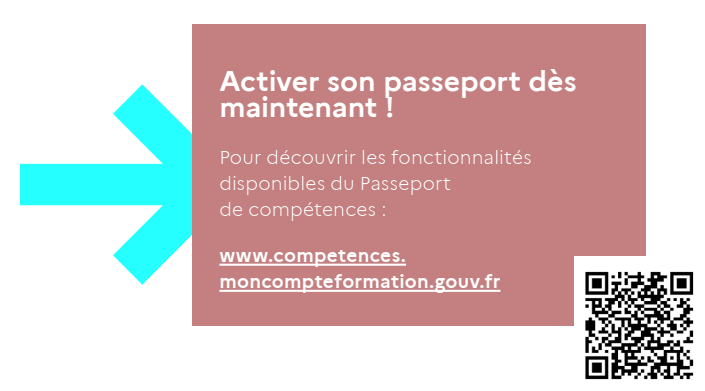 Activer son passeport dès
maintenant !
Pour découvrir les fonctionnalités
disponibles du Passeport
de compétences :
www.competences.
moncompteformation.gouv.fr